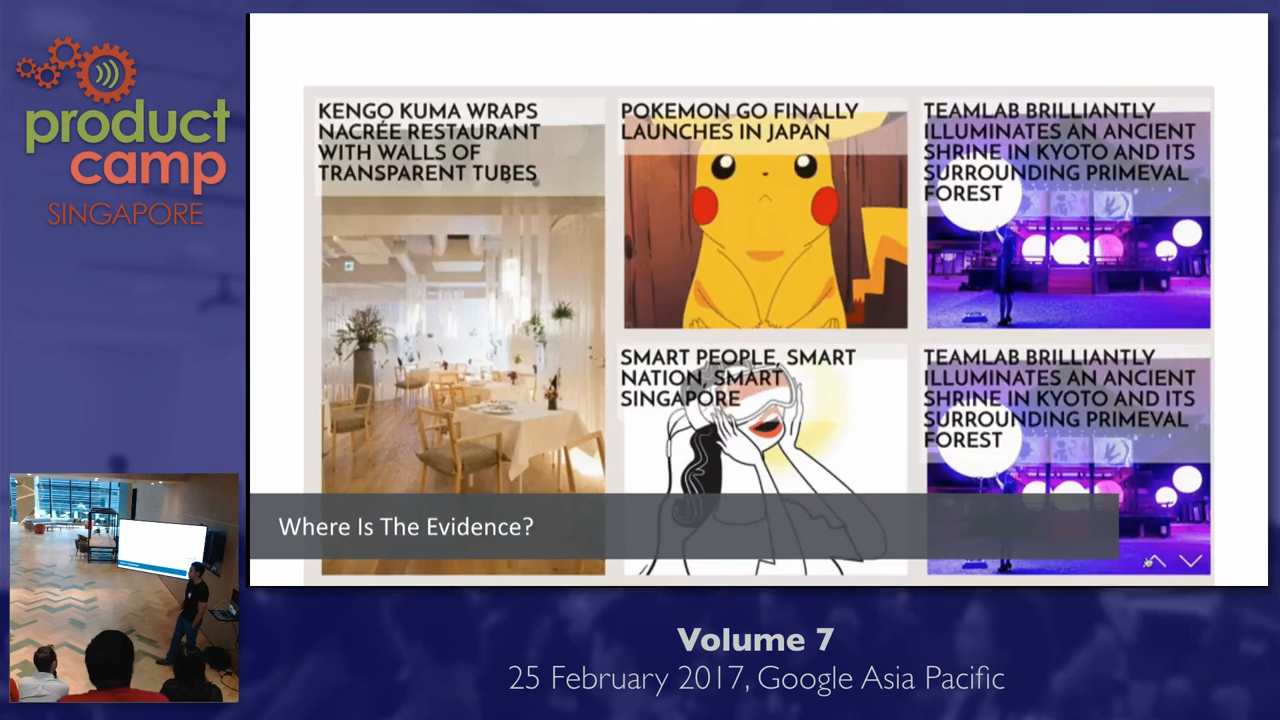 product
camp
SINGAPORE
KENGO KUMA WRAPS
NACRÉE RESTAURANT
WITH WALLS OF
TRANSPARENT TUBES
POKEMON GO FINALLY
LAUNCHES IN JAPAN
TEAMLAB BRILLIANTLY
ILLUMINATES AN ANCIENT
SHRINE IN KYOTO AND ITS
SURROUNDING PRIMEVAL
FOREST
SMART PEOPLE, SMART
NATION, SMART
SINGAPORE
TEAMLAB BRILLIANTLY
ILLUMINATES AN ANCIENT
SHRINE IN KYOTO AND ITS
SURROUNDING PRIMEVAL
FOREST
Where Is The Evidence?
Volume 7
25 February 2017, Google Asia Pacific